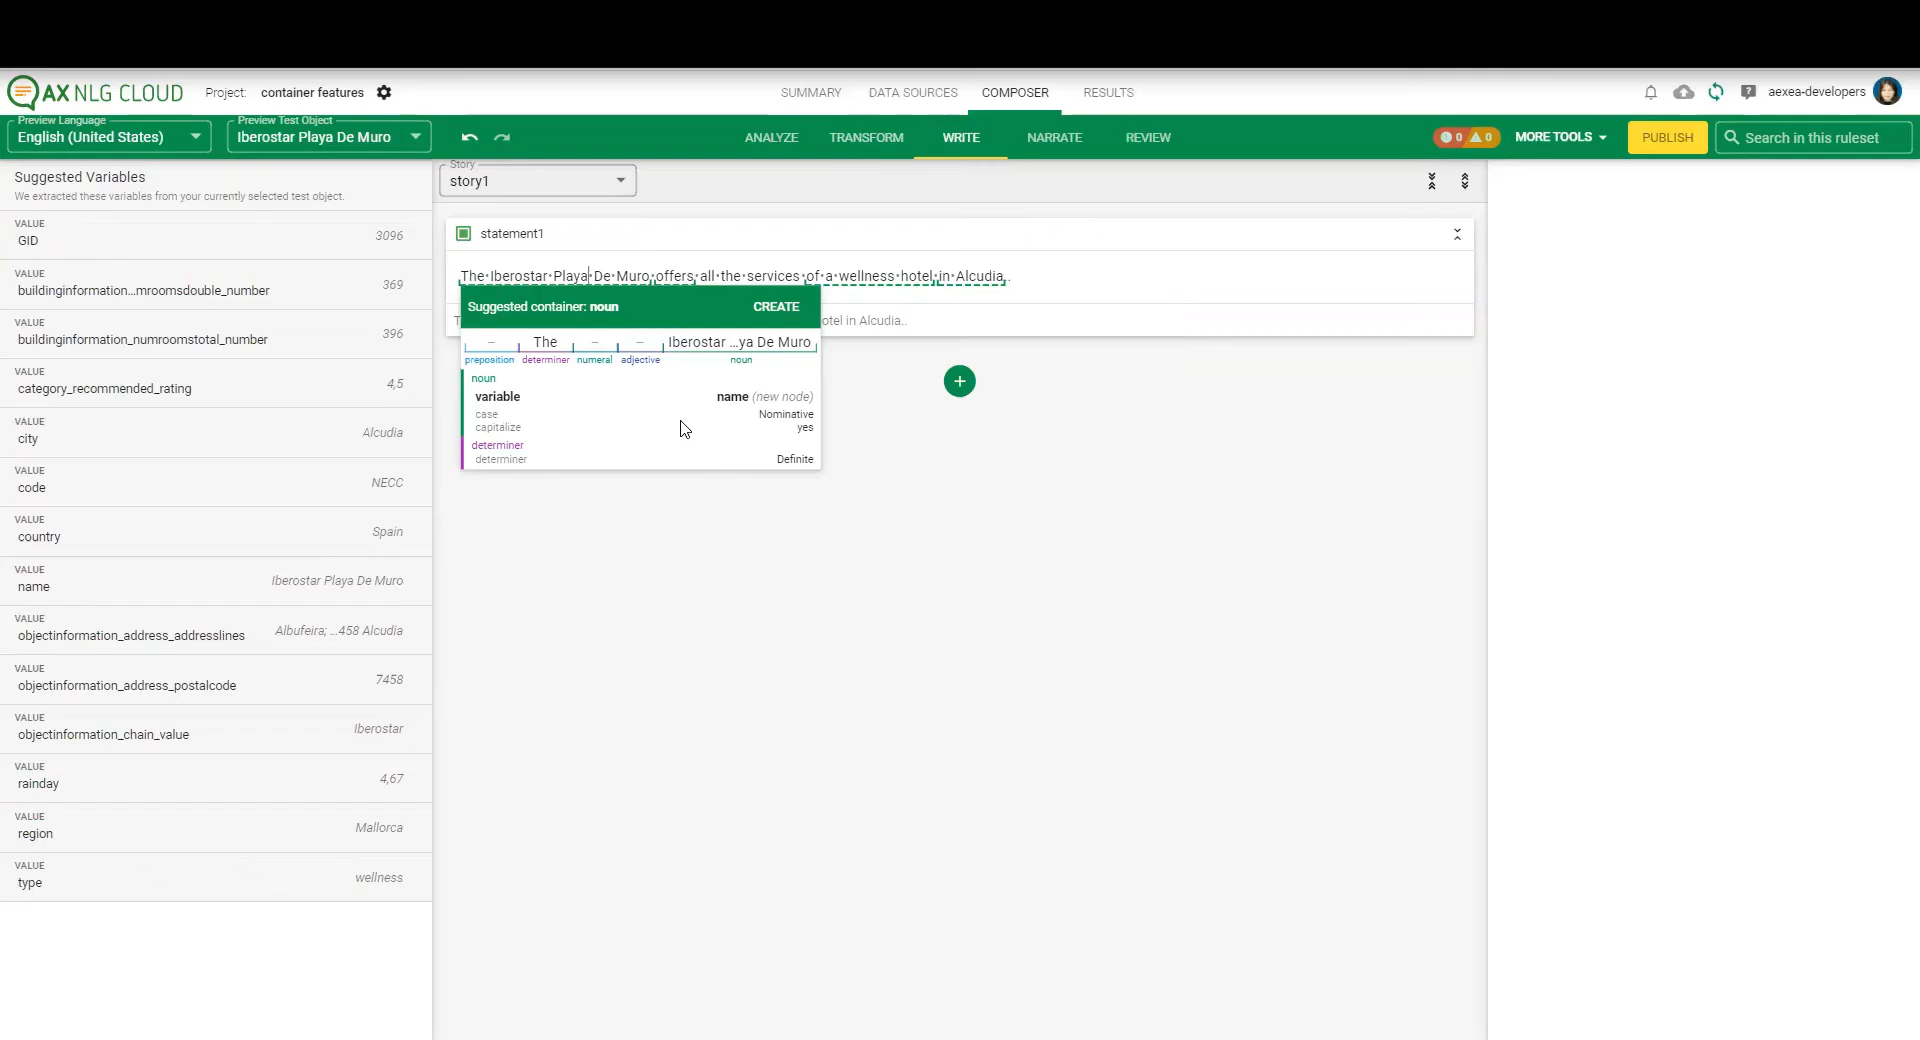 AX NLG CLOUD Project: container features SUMMARY DATA SOURCES COMPOSER RESULTS aexea-developers
Preview Language Preview Test Object
English (United States) Iberostar Playa De Muro ANALYZE TRANSFORM WRITE NARRATE REVIEW 0 0 MORE TOOLS PUBLISH Search in this ruleset
Suggested Variables
We extracted these variables from your currently selected test object.
VALUE
GID 3096
VALUE
buildinginformation...mroomsdouble_number 369
VALUE
buildinginformation_numroomstotal_number 396
VALUE
category_recommended_rating 4,5
VALUE
city Alcudia
VALUE
code NECC
VALUE
country Spain
VALUE
name Iberostar Playa De Muro
VALUE
objectinformation_address_addresslines Albufeira; ...458 Alcudia
VALUE
objectinformation_address_postalcode 7458
VALUE
objectinformation_chain_value Iberostar
VALUE
rainday 4,67
VALUE
region Mallorca
VALUE
type wellness
Story
story1
statement1
The·Iberostar·Playa·De·Muro·offers·all·the·services·of·a·wellness·hotel·in·Alcudia·.
Suggested container: noun CREATE
otel in Alcudia..
– The – – Iberostar ...ya De Muro
preposition determiner numeral adjective noun
noun
variable name (new node)
case Nominative
capitalize yes
determiner
determiner Definite